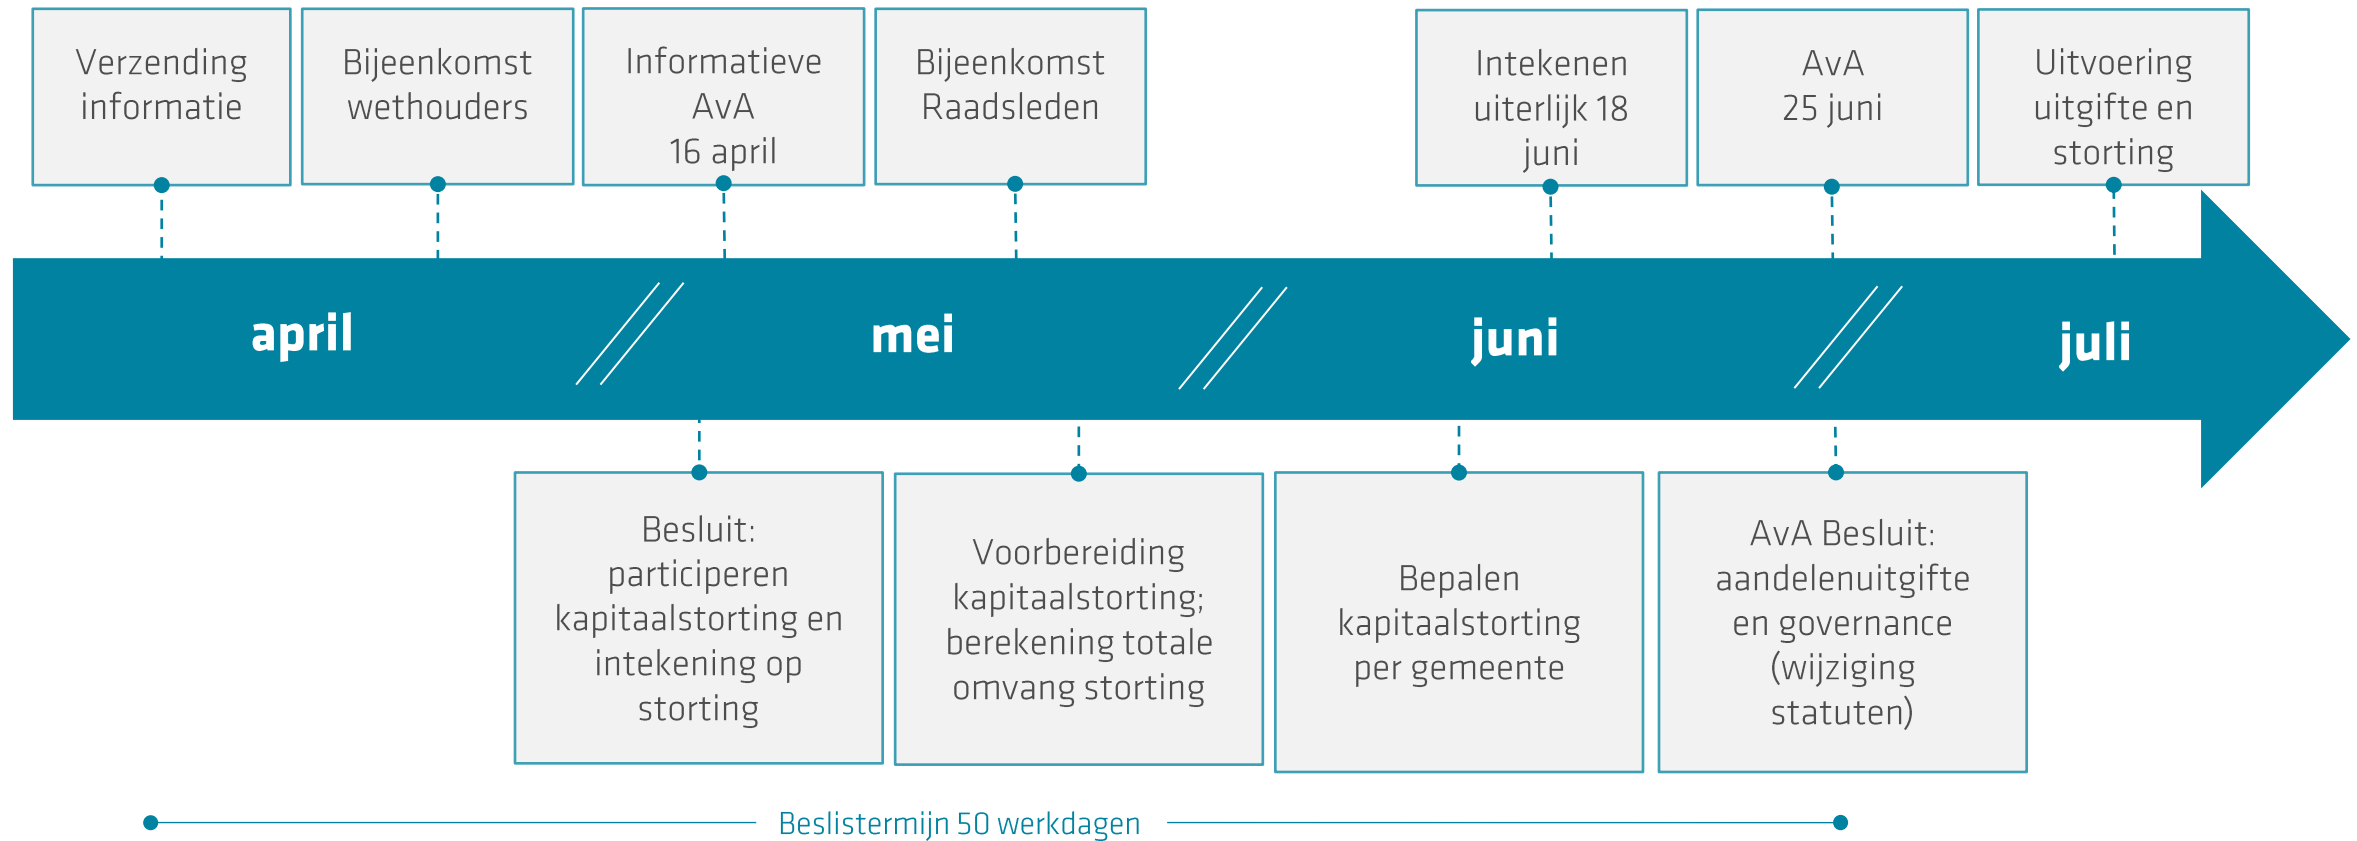 Verzending
informatie
Bijeenkomst
wethouders
Informatieve
AvA
16 april
Bijeenkomst
Raadsleden
Intekenen
uiterlijk 18
juni
AvA
25 juni
Uitvoering
uitgifte en
storting
april
mei
juni
juli
Besluit:
participeren
kapitaalstorting en
intekening op
storting
Voorbereiding
kapitaalstorting;
berekening totale
omvang storting
Bepalen
kapitaalstorting
per gemeente
AvA Besluit:
aandelenuitgifte
en governance
(wijziging
statuten)
Beslistermijn 50 werkdagen